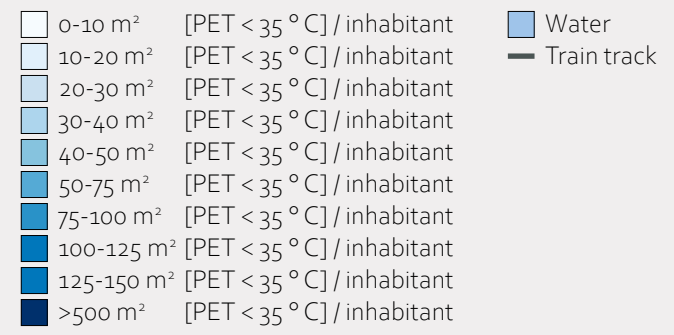 0-10 m² [PET < 35 ° C] / inhabitant
10-20 m² [PET < 35 ° C] / inhabitant
20-30 m² [PET < 35 ° C] / inhabitant
30-40 m² [PET < 35 ° C] / inhabitant
40-50 m² [PET < 35 ° C] / inhabitant
50-75 m² [PET < 35 ° C] / inhabitant
75-100 m² [PET < 35 ° C] / inhabitant
100-125 m² [PET < 35 ° C] / inhabitant
125-150 m² [PET < 35 ° C] / inhabitant
>500 m² [PET < 35 ° C] / inhabitant
Water
Train track